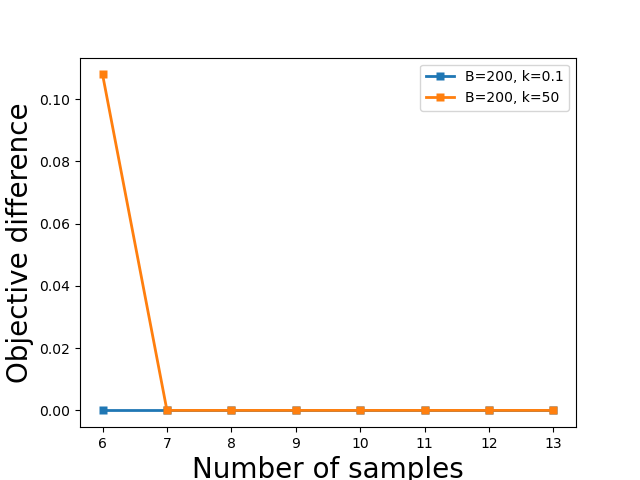 B=200, k=0.1
B=200, k=50
Objective difference
0.10
0.08
0.06
0.04
0.02
0.00
6 7 8 9 10 11 12 13
Number of samples